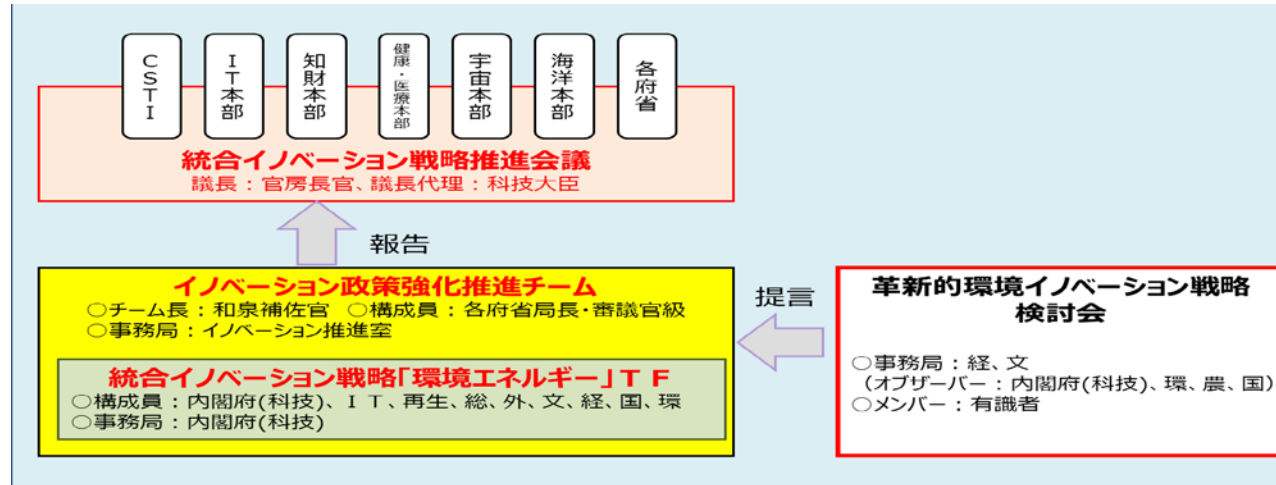 CSTI
IT本部
知財本部
健康・医療本部
宇宙本部
海洋本部
各府省
統合イノベーション戦略推進会議
議長：官房長官、議長代理：科技大臣
報告
イノベーション政策強化推進チーム
○チーム長：和泉補佐官 ○構成員：各府省局長・審議官級
○事務局：イノベーション推進室
統合イノベーション戦略「環境エネルギー」ＴＦ
○構成員：内閣府(科技)、ＩＴ、再生、総、外、文、経、国、環
○事務局：内閣府(科技)
提言
革新的環境イノベーション戦略
検討会
○事務局：経、文
（オブザーバー：内閣府(科技)、環、農、国）
○メンバー：有識者